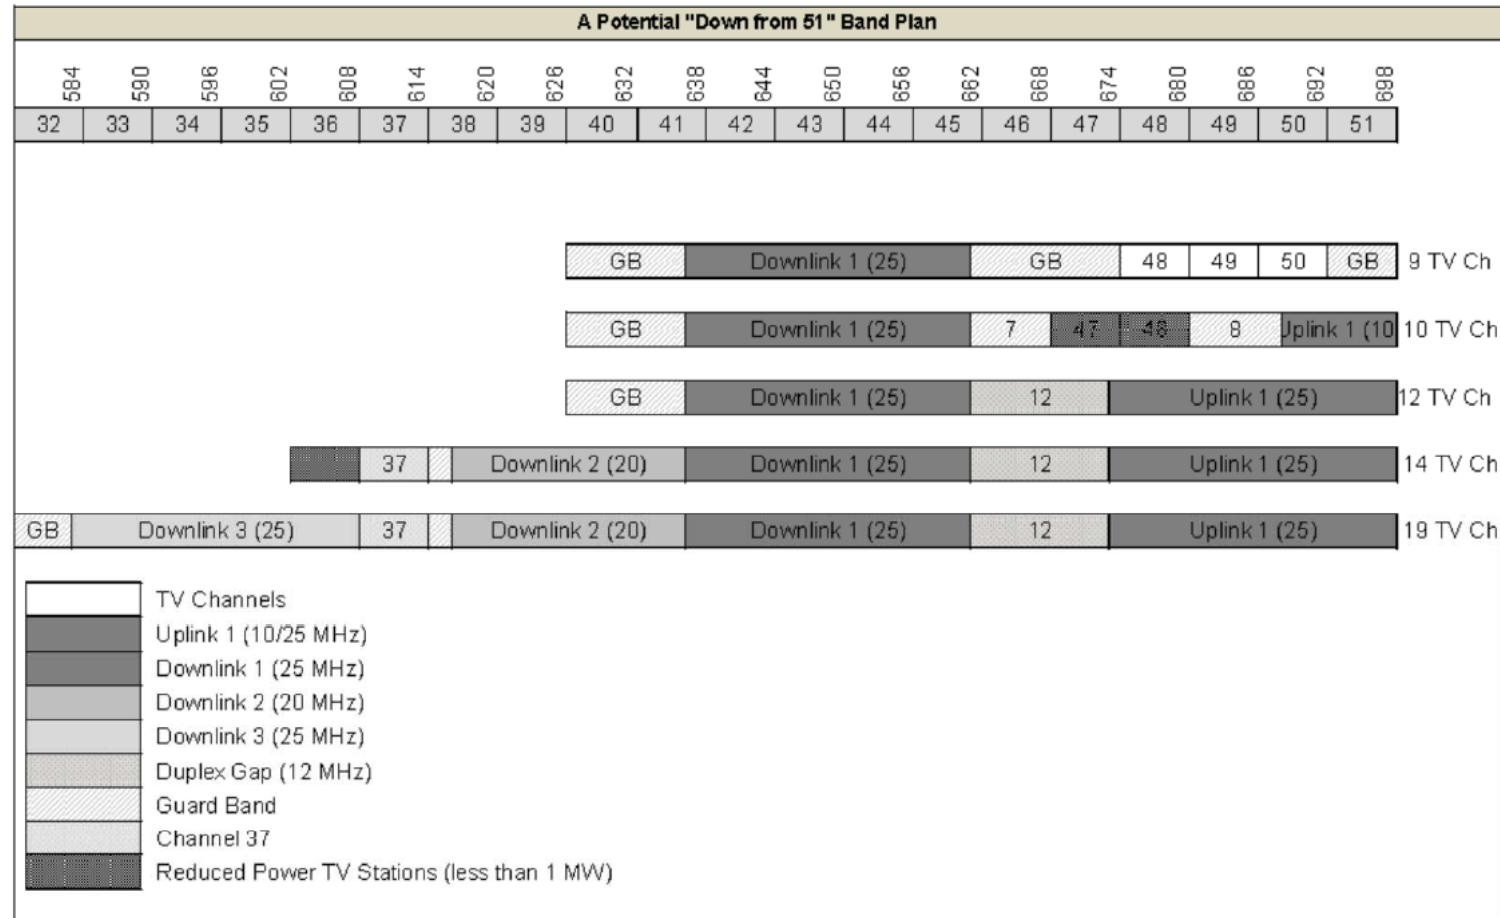 A Potential "Down from 51" Band Plan
584 590 596 602 608 614 620 626 632 638 644 650 656 662 668 674 680 686 692 698
32 33 34 35 36 37 38 39 40 41 42 43 44 45 46 47 48 49 50 51
GB Downlink 1 (25) GB 48 49 50 GB 9 TV Ch
GB Downlink 1 (25) 7 47 48 8 Uplink 1 (10 10 TV Ch
GB Downlink 1 (25) 12 Uplink 1 (25) 12 TV Ch
37 Downlink 2 (20) Downlink 1 (25) 12 Uplink 1 (25) 14 TV Ch
GB Downlink 3 (25) 37 Downlink 2 (20) Downlink 1 (25) 12 Uplink 1 (25) 19 TV Ch
TV Channels
Uplink 1 (10/25 MHz)
Downlink 1 (25 MHz)
Downlink 2 (20 MHz)
Downlink 3 (25 MHz)
Duplex Gap (12 MHz)
Guard Band
Channel 37
Reduced Power TV Stations (less than 1 MW)